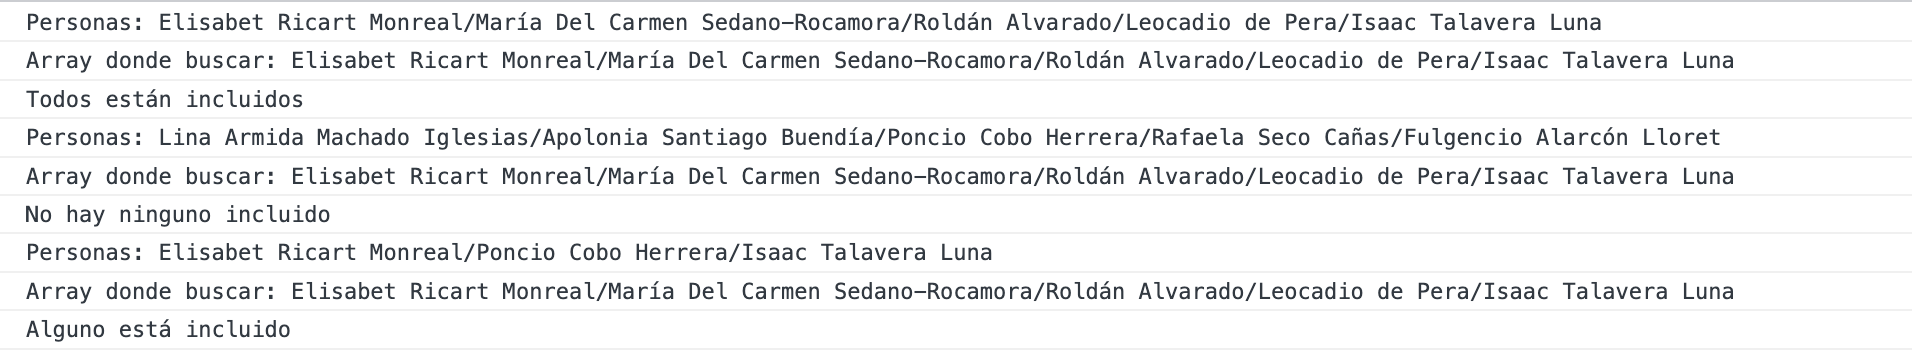 Personas: Elisabet Ricart Monreal/María Del Carmen Sedano-Rocamora/Roldán Alvarado/Leocadio de Pera/Isaac Talavera Luna
Array donde buscar: Elisabet Ricart Monreal/María Del Carmen Sedano-Rocamora/Roldán Alvarado/Leocadio de Pera/Isaac Talavera Luna
Todos están incluidos
Personas: Lina Armida Machado Iglesias/Apolonia Santiago Buendía/Poncio Cobo Herrera/Rafaela Seco Cañas/Fulgencio Alarcón Lloret
Array donde buscar: Elisabet Ricart Monreal/María Del Carmen Sedano-Rocamora/Roldán Alvarado/Leocadio de Pera/Isaac Talavera Luna
No hay ninguno incluido
Personas: Elisabet Ricart Monreal/Poncio Cobo Herrera/Isaac Talavera Luna
Array donde buscar: Elisabet Ricart Monreal/María Del Carmen Sedano-Rocamora/Roldán Alvarado/Leocadio de Pera/Isaac Talavera Luna
Alguno está incluido